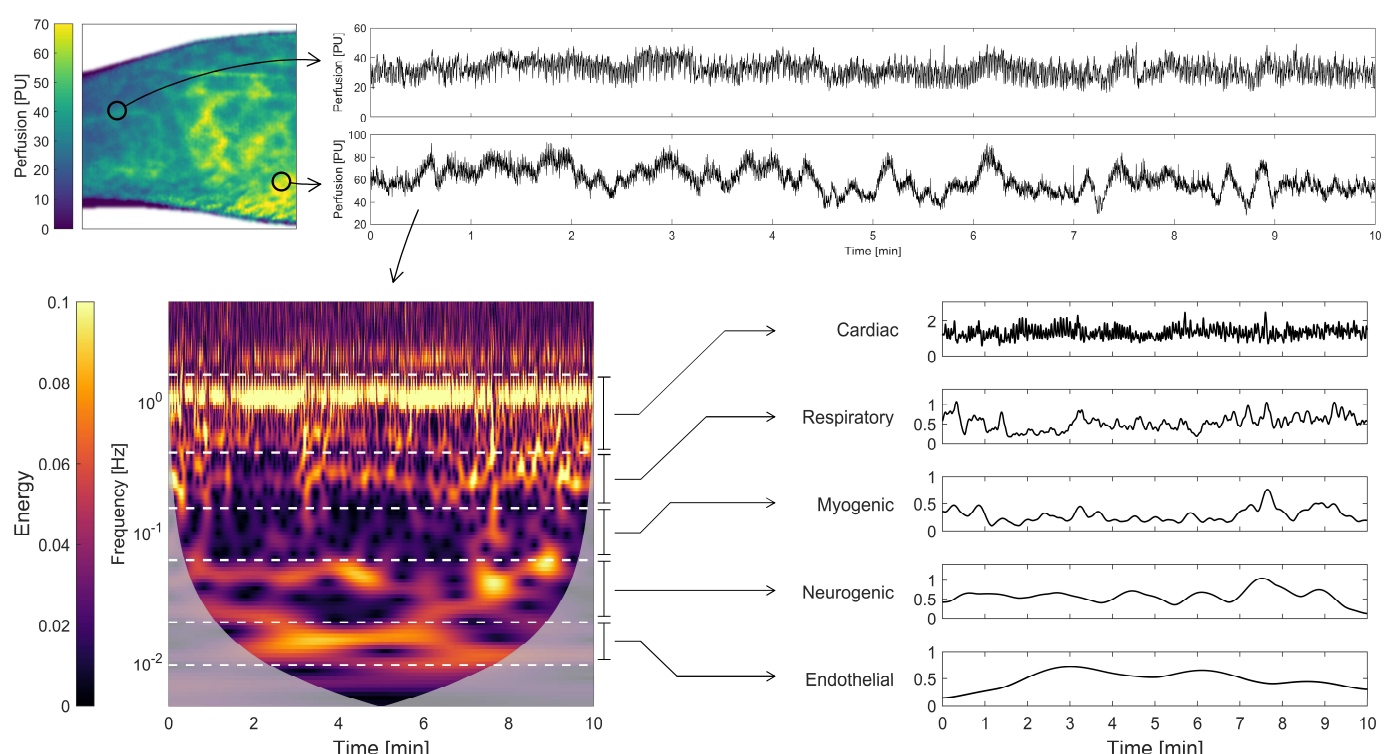 Perfusion [PU]
70
60
50
40
30
20
10
0
Perfusion [PU]
60
40
20
0
Perfusion [PU]
100
80
60
40
20
0 1 2 3 4 5 6 7 8 9 10
Time [min]
Energy
0.1
0.08
0.06
0.04
0.02
0
Frequency [Hz]
10^0
10^-1
10^-2
0 2 4 6 8 10
Time [min]
Cardiac
2
0
Respiratory
1
0.5
0
Myogenic
1
0.5
0
Neurogenic
1
0.5
0
Endothelial
1
0.5
0
0 1 2 3 4 5 6 7 8 9 10
Time [min]